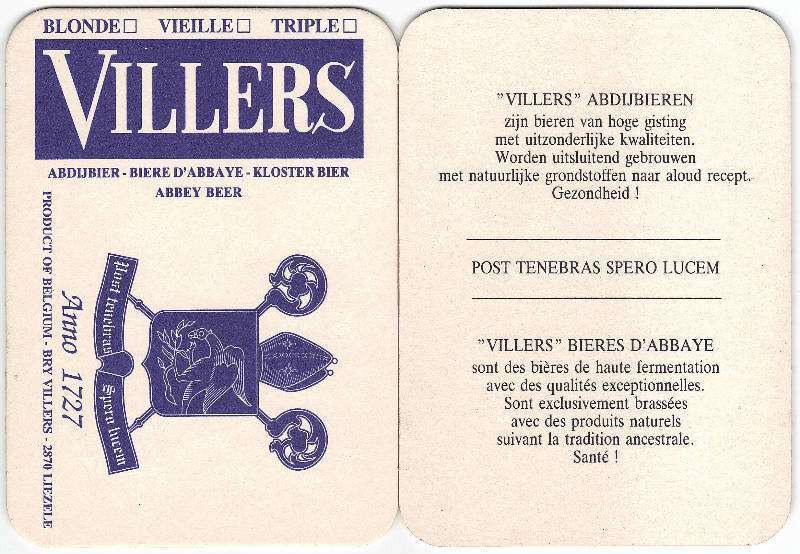 BLONDE□ VIEILLE□ TRIPLE□
VILLERS
ABDIJBIER - BIERE D'ABBAYE - KLOSTER BIER
ABBEY BEER
PRODUCT OF BELGIUM - BRY VILLERS - 2870 LIEZELE
Anno 1727
Post tenebras Spero lucem
"VILLERS" ABDIJBIEREN
zijn bieren van hoge gisting
met uitzonderlijke kwaliteiten.
Worden uitsluitend gebrouwen
met natuurlijke grondstoffen naar aloud recept.
Gezondheid !
POST TENEBRAS SPERO LUCEM
"VILLERS" BIERES D'ABBAYE
sont des bières de haute fermentation
avec des qualités exceptionnelles.
Sont exclusivement brassées
avec des produits naturels
suivant la tradition ancestrale.
Santé !